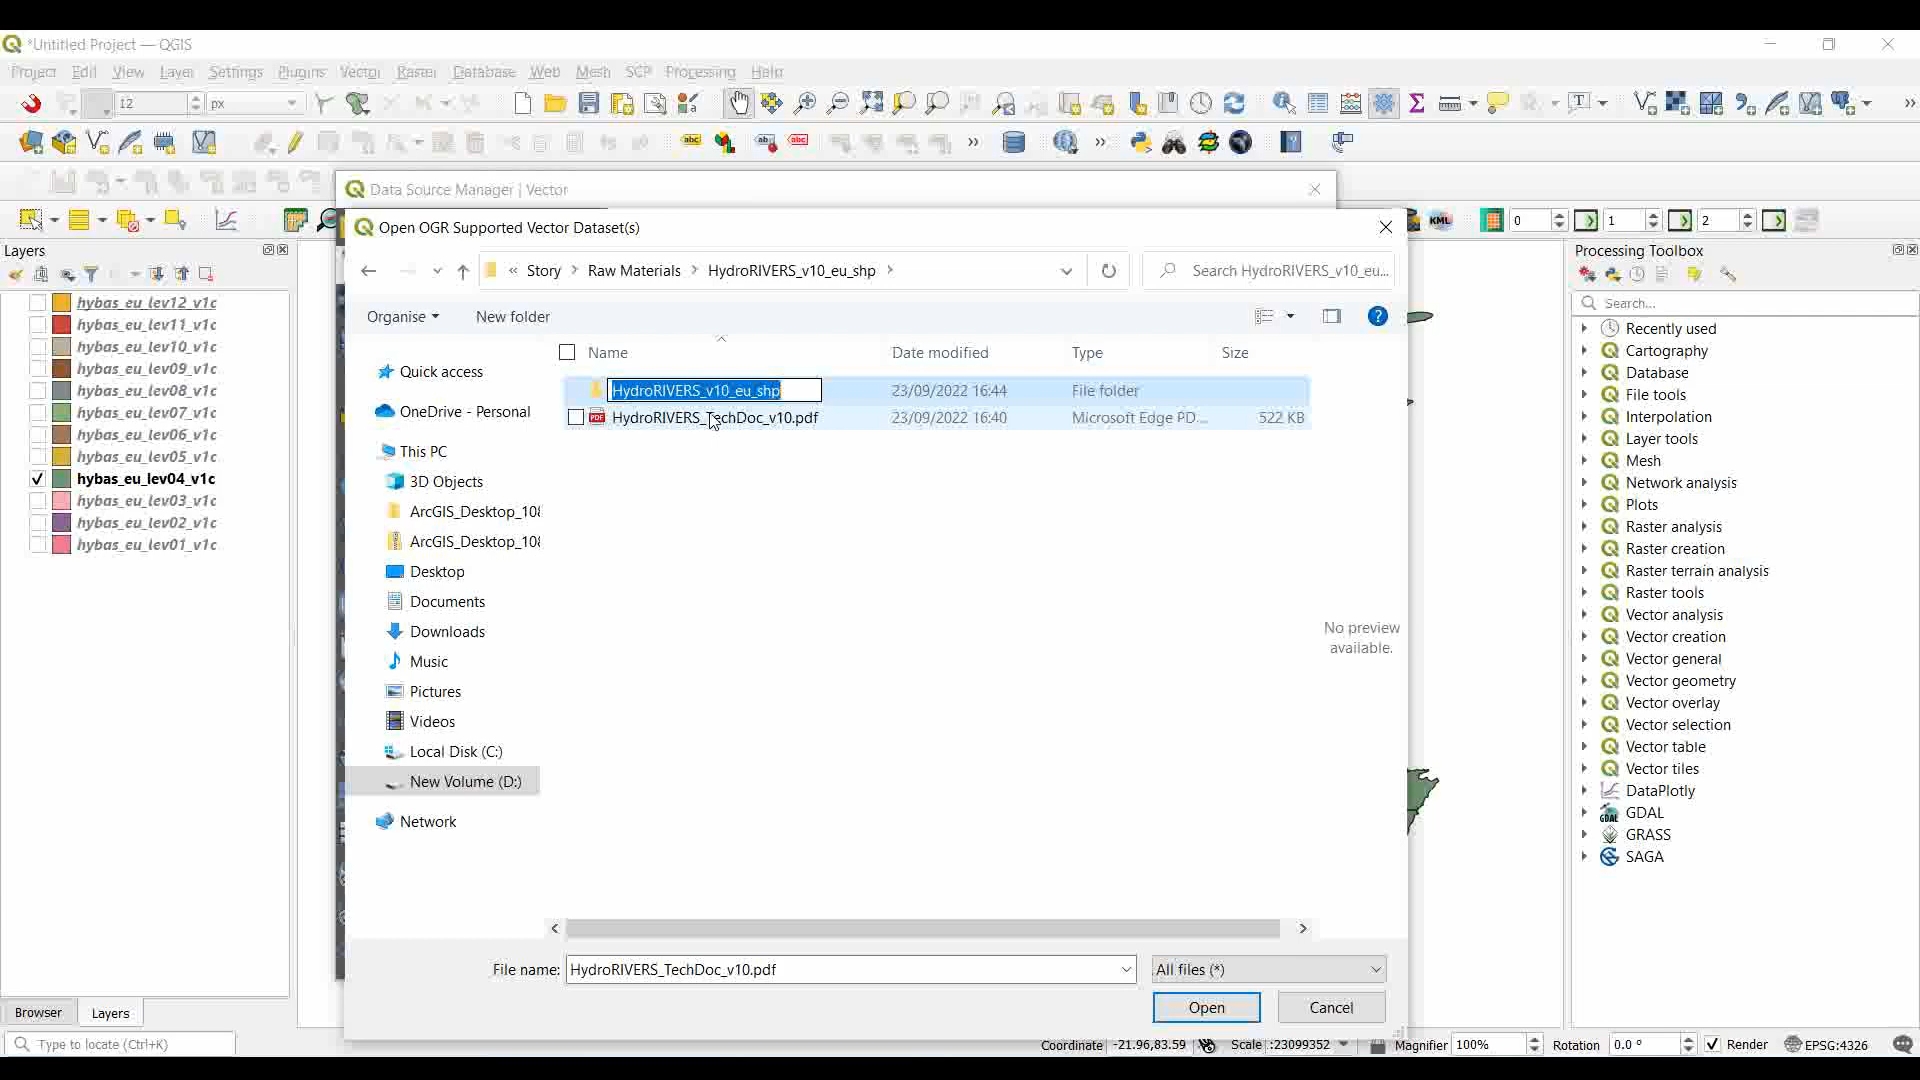 *Untitled Project — QGIS
Project Edit View Layer Settings Plugins Vector Raster Database Web Mesh SCP Processing Help
12 px
abc abc abc
KML 0 1 2
Data Source Manager | Vector
Open OGR Supported Vector Dataset(s)
« Story > Raw Materials > HydroRIVERS_v10_eu_shp >
Search HydroRIVERS_v10_eu...
Organise New folder
Name Date modified Type Size
HydroRIVERS_v10_eu_shp 23/09/2022 16:44 File folder
HydroRIVERS_TechDoc_v10.pdf 23/09/2022 16:40 Microsoft Edge PD... 522 KB
Quick access
OneDrive - Personal
This PC
3D Objects
ArcGIS_Desktop_108
ArcGIS_Desktop_108
Desktop
Documents
Downloads
Music
Pictures
Videos
Local Disk (C:)
New Volume (D:)
Network
No preview
available.
File name: HydroRIVERS_TechDoc_v10.pdf
All files (*)
Open Cancel
Layers
hybas_eu_lev12_v1c
hybas_eu_lev11_v1c
hybas_eu_lev10_v1c
hybas_eu_lev09_v1c
hybas_eu_lev08_v1c
hybas_eu_lev07_v1c
hybas_eu_lev06_v1c
hybas_eu_lev05_v1c
hybas_eu_lev04_v1c
hybas_eu_lev03_v1c
hybas_eu_lev02_v1c
hybas_eu_lev01_v1c
Browser Layers
Processing Toolbox
Search...
Recently used
Cartography
Database
File tools
Interpolation
Layer tools
Mesh
Network analysis
Plots
Raster analysis
Raster creation
Raster terrain analysis
Raster tools
Vector analysis
Vector creation
Vector general
Vector geometry
Vector overlay
Vector selection
Vector table
Vector tiles
DataPlotly
GDAL
GRASS
SAGA
Type to locate (Ctrl+K)
Coordinate -21.96,83.59 Scale :23099352 Magnifier 100% Rotation 0.0 ° Render EPSG:4326